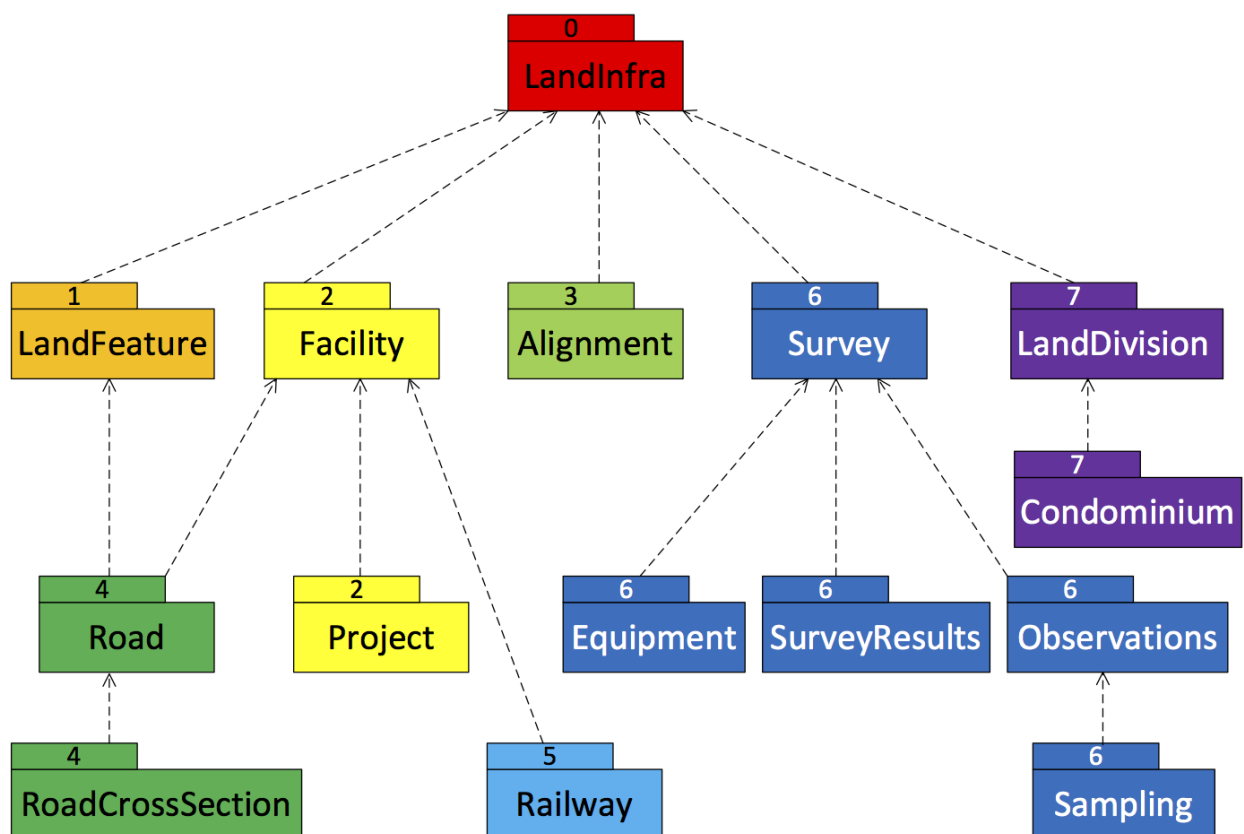 0
LandInfra
1
LandFeature
2
Facility
3
Alignment
6
Survey
7
LandDivision
7
Condominium
4
Road
2
Project
6
Equipment
6
SurveyResults
6
Observations
4
RoadCrossSection
5
Railway
6
Sampling